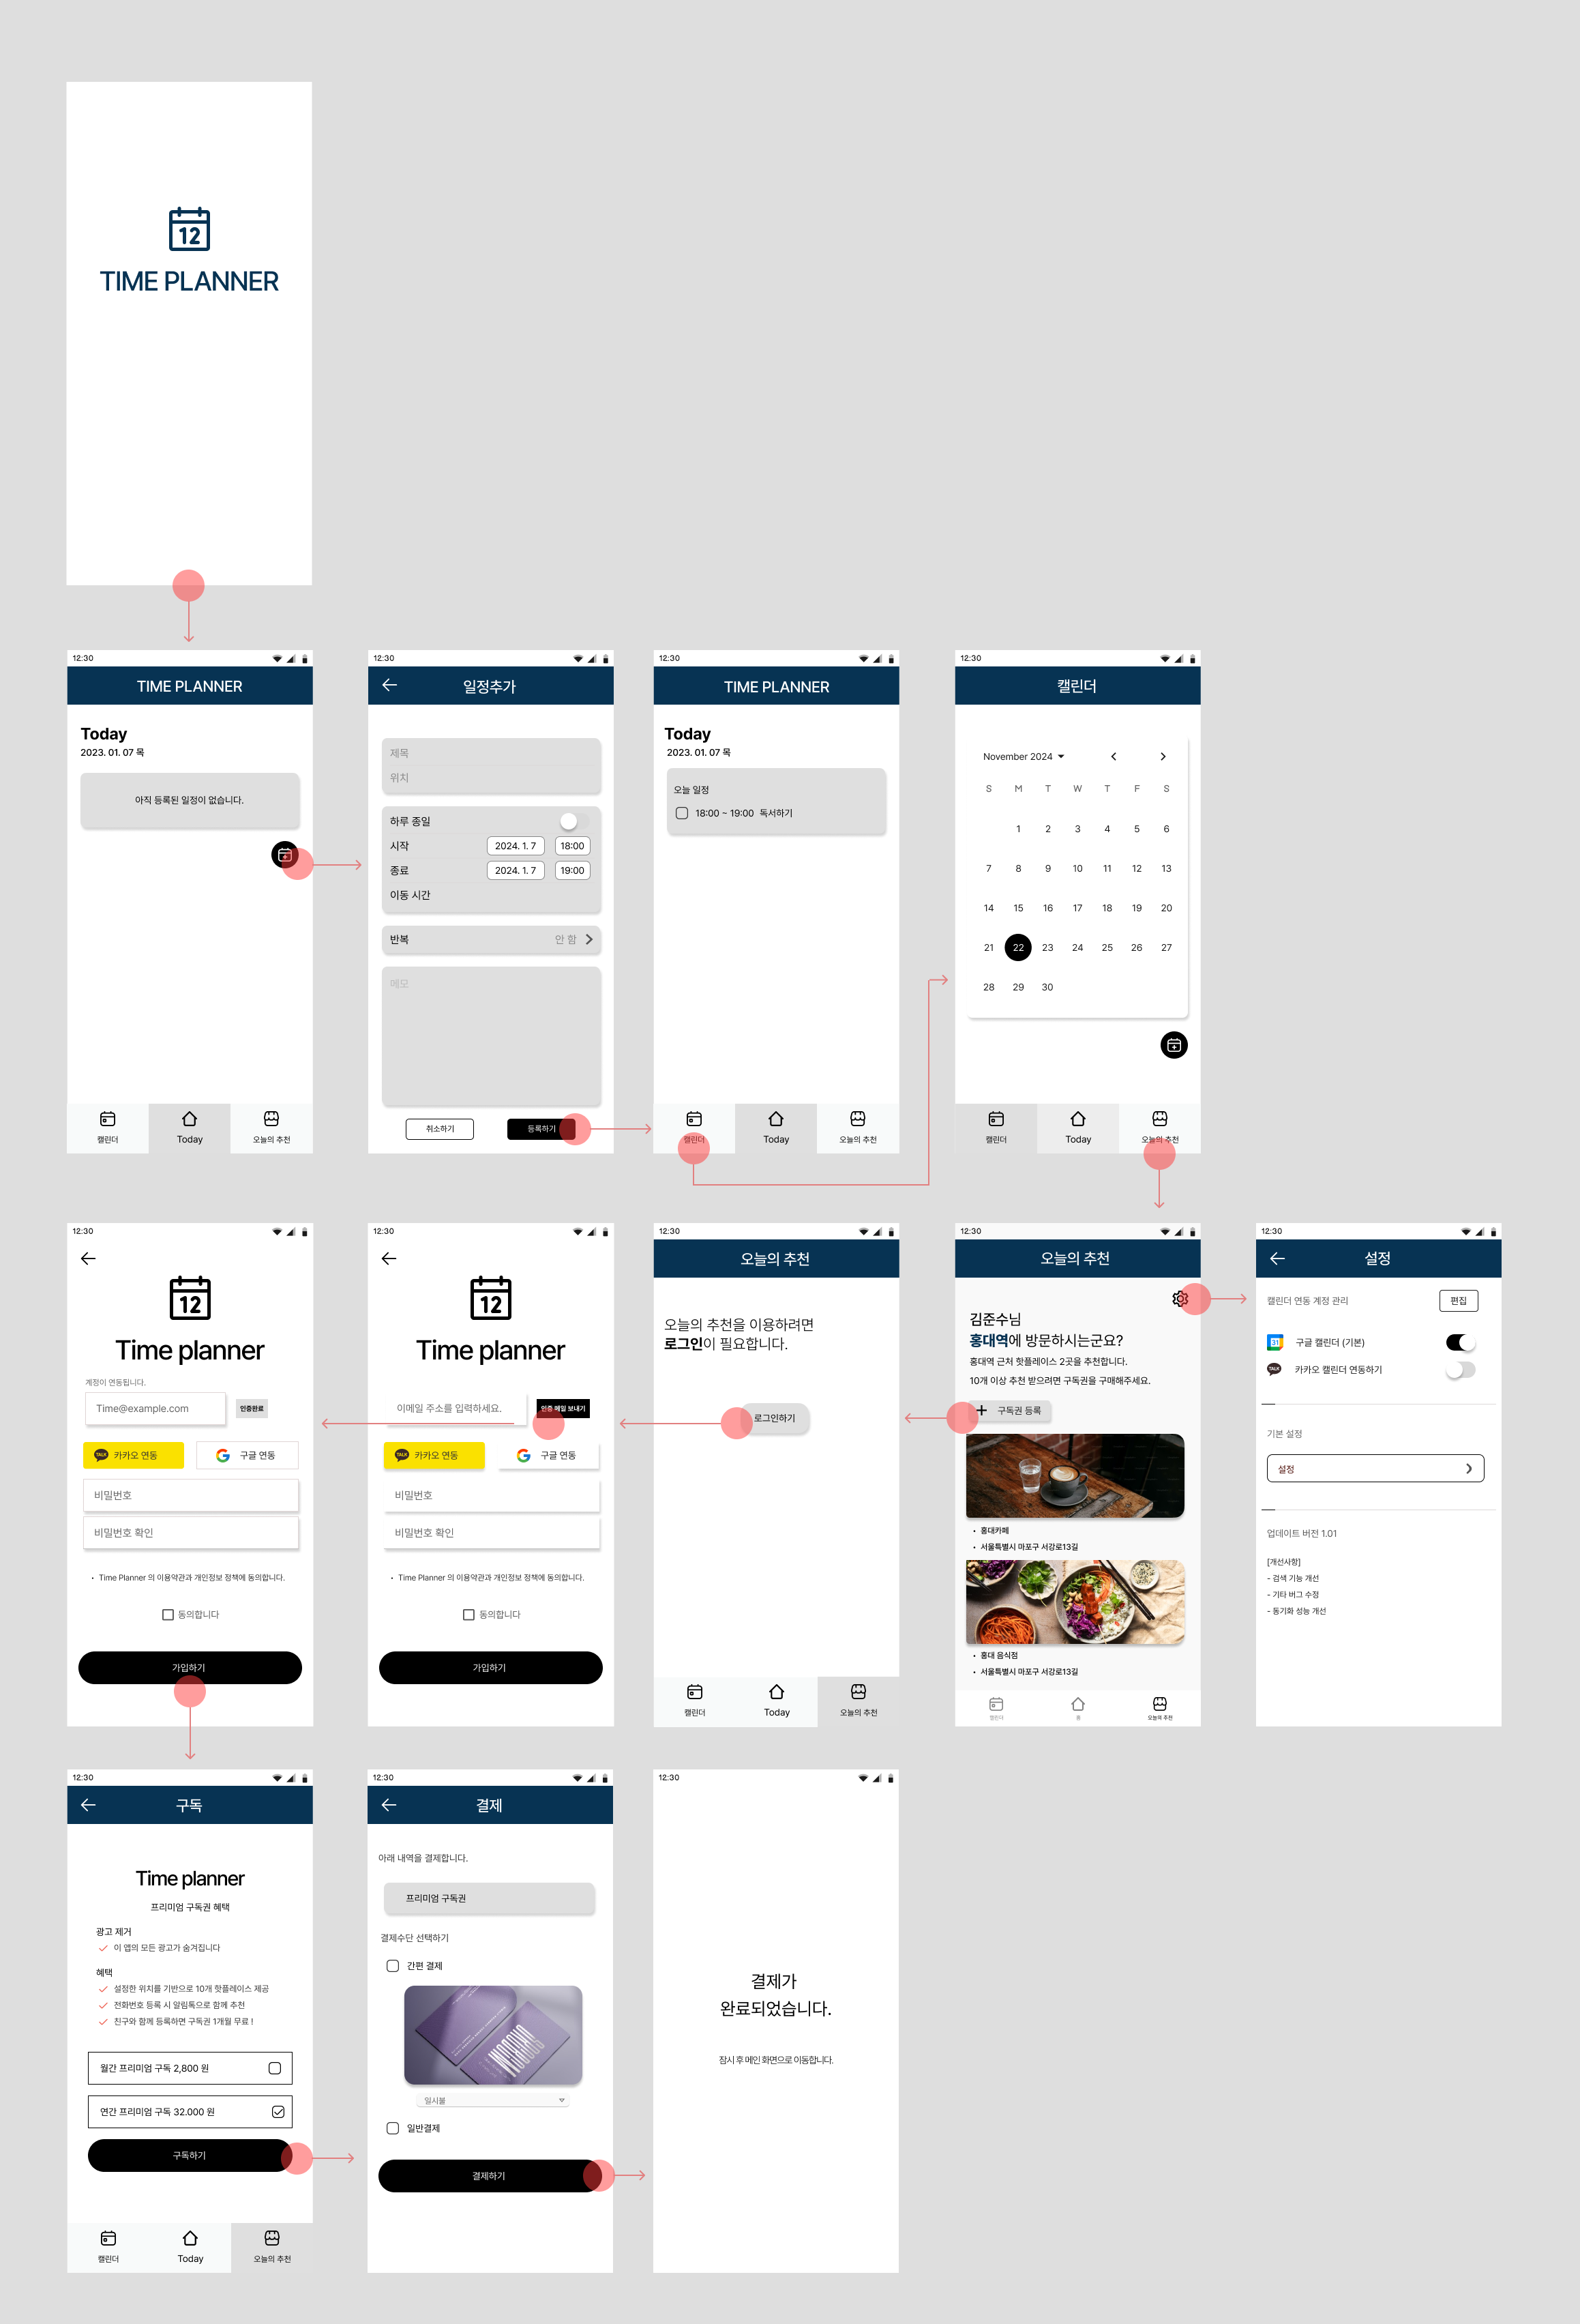 12
TIME PLANNER
12:30
TIME PLANNER
Today
2023. 01. 07 목
아직 등록된 일정이 없습니다.
캘린더
Today
오늘의 추천
12:30
일정추가
제목
위치
하루 종일
시작
2024. 1. 7
18:00
종료
2024. 1. 7
19:00
이동 시간
반복
안 함
메모
취소하기
등록하기
12:30
TIME PLANNER
Today
2023. 01. 07 목
오늘 일정
18:00 ~ 19:00 독서하기
캘린더
Today
오늘의 추천
12:30
캘린더
November 2024
S M T W T F S
1 2 3 4 5 6
7 8 9 10 11 12 13
14 15 16 17 18 19 20
21 22 23 24 25 26 27
28 29 30
캘린더
Today
오늘의 추천
12:30
12
Time planner
계정이 연동됩니다.
Time@example.com
인증완료
TALK 카카오 연동
구글 연동
비밀번호
비밀번호 확인
• Time Planner 의 이용약관과 개인정보 정책에 동의합니다.
동의합니다
가입하기
12:30
12
Time planner
이메일 주소를 입력하세요.
인증 메일 보내기
TALK 카카오 연동
구글 연동
비밀번호
비밀번호 확인
• Time Planner 의 이용약관과 개인정보 정책에 동의합니다.
동의합니다
가입하기
12:30
오늘의 추천
오늘의 추천을 이용하려면
로그인이 필요합니다.
로그인하기
캘린더
Today
오늘의 추천
12:30
오늘의 추천
김준수님
홍대역에 방문하시는군요?
홍대역 근처 핫플레이스 2곳을 추천합니다.
10개 이상 추천 받으려면 구독권을 구매해주세요.
구독권 등록
• 홍대카페
• 서울특별시 마포구 서강로13길
• 홍대 음식점
• 서울특별시 마포구 서강로13길
캘린더
홈
오늘의 추천
12:30
설정
캘린더 연동 계정 관리
편집
31 구글 캘린더 (기본)
TALK 카카오 캘린더 연동하기
기본 설정
설정
업데이트 버전 1.01
[개선사항]
- 검색 기능 개선
- 기타 버그 수정
- 동기화 성능 개선
12:30
구독
Time planner
프리미엄 구독권 혜택
광고 제거
이 앱의 모든 광고가 숨겨집니다
혜택
설정한 위치를 기반으로 10개 핫플레이스 제공
전화번호 등록 시 알림톡으로 함께 추천
친구와 함께 등록하면 구독권 1개월 무료 !
월간 프리미엄 구독 2,800 원
연간 프리미엄 구독 32.000 원
구독하기
캘린더
Today
오늘의 추천
12:30
결제
아래 내역을 결제합니다.
프리미엄 구독권
결제수단 선택하기
간편 결제
일시불
일반결제
결제하기
12:30
결제가
완료되었습니다.
잠시 후 메인 화면으로 이동합니다.